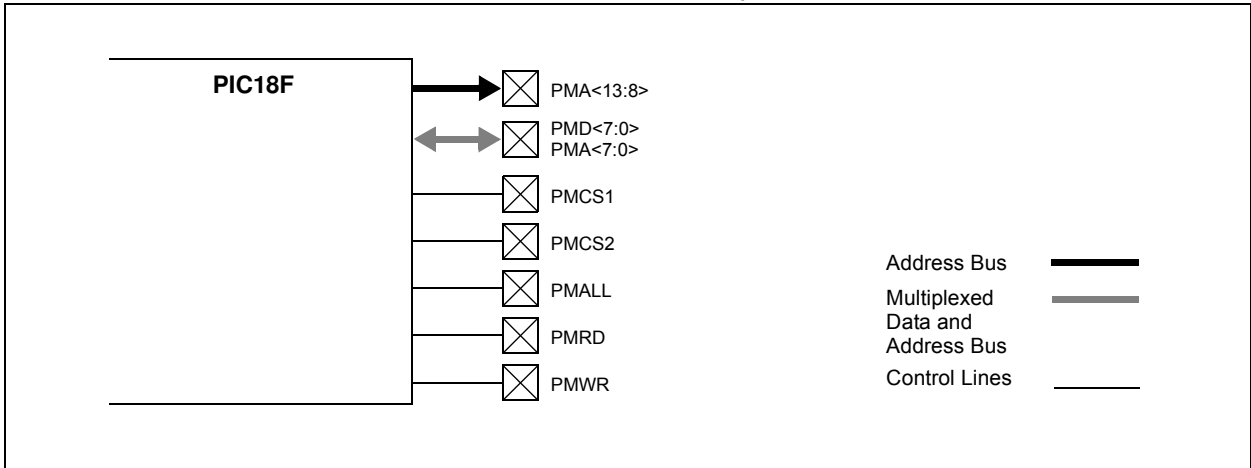 PIC18F
PMA<13:8>
PMD<7:0>
PMA<7:0>
PMCS1
PMCS2
PMALL
PMRD
PMWR
Address Bus
Multiplexed
Data and
Address Bus
Control Lines